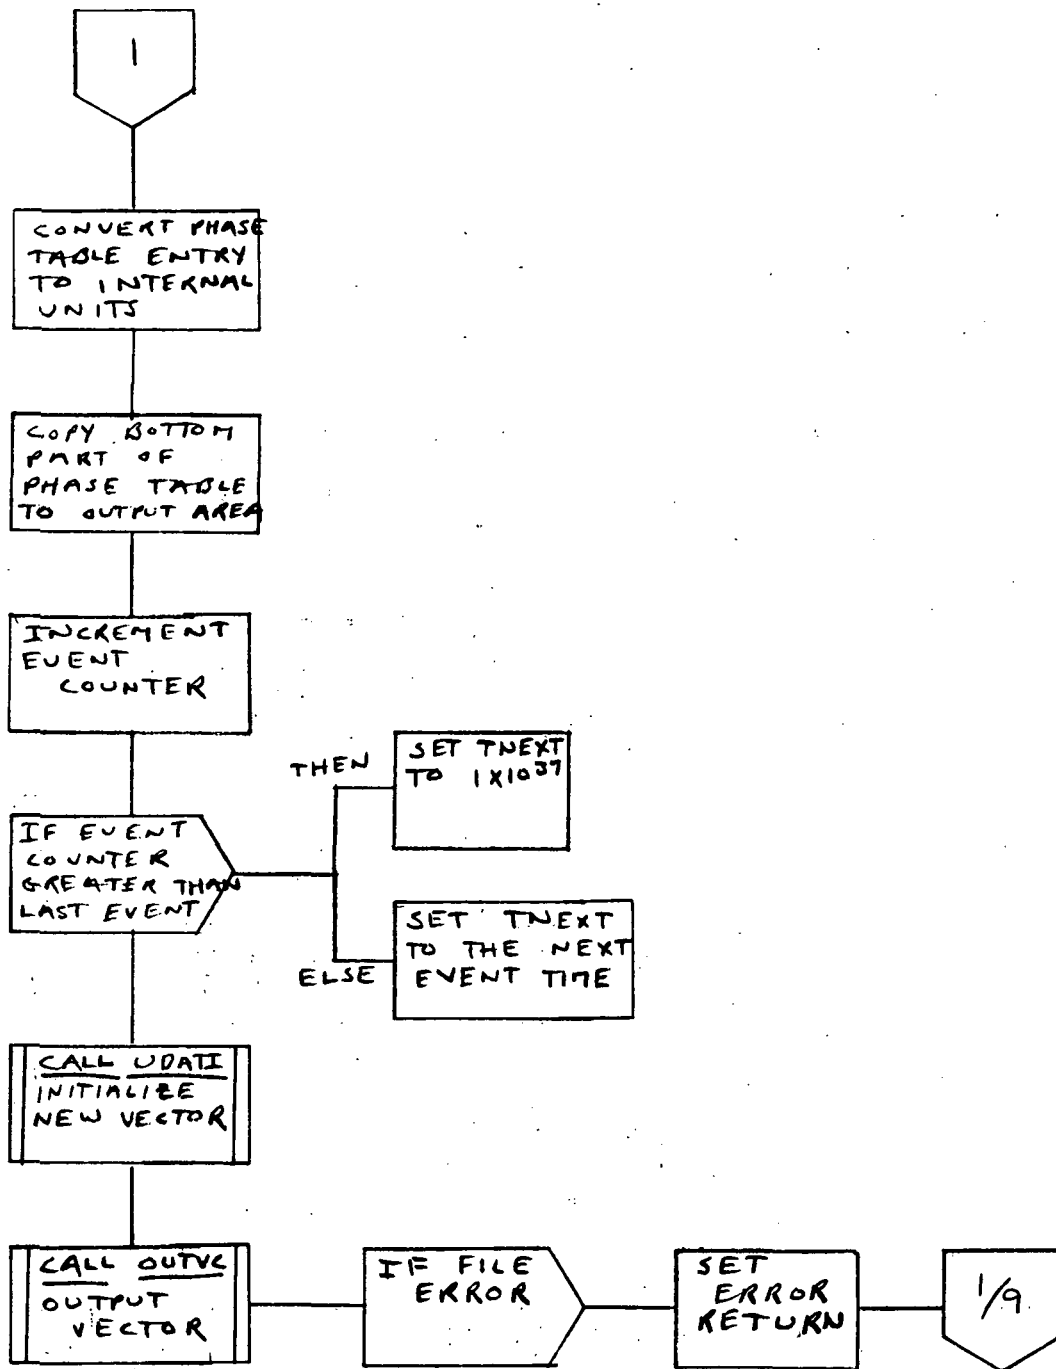 1
CONVERT PHASE
TABLE ENTRY
TO INTERNAL
UNITS
COPY BOTTOM
PART OF
PHASE TABLE
TO OUTPUT AREA
INCREMENT
EVENT
COUNTER
IF EVENT
COUNTER
GREATER THAN
LAST EVENT
THEN
SET TNEXT
TO 1X10³⁷
ELSE
SET TNEXT
TO THE NEXT
EVENT TIME
CALL UDATI
INITIALIZE
NEW VECTOR
CALL OUTVC
OUTPUT
VECTOR
IF FILE
ERROR
SET
ERROR
RETURN
1/9